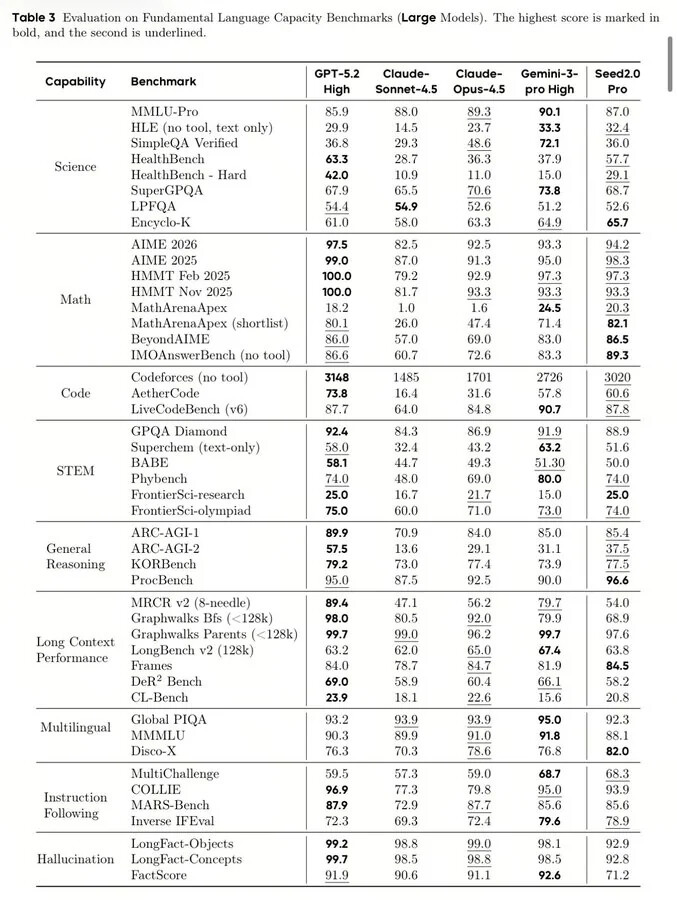 Table 3 Evaluation on Fundamental Language Capacity Benchmarks (Large Models). The highest score is marked in
bold, and the second is underlined.
Capability Benchmark GPT-5.2 High Claude-Sonnet-4.5 Claude-Opus-4.5 Gemini-3-pro High Seed2.0 Pro
Science
MMLU-Pro 85.9 88.0 89.3 90.1 87.0
HLE (no tool, text only) 29.9 14.5 23.7 33.3 32.4
SimpleQA Verified 36.8 29.3 48.6 72.1 36.0
HealthBench 63.3 28.7 36.3 37.9 57.7
HealthBench - Hard 42.0 10.9 11.0 15.0 29.1
SuperGPQA 67.9 65.5 70.6 73.8 68.7
LPFQA 54.4 54.9 52.6 51.2 52.6
Encyclo-K 61.0 58.0 63.3 64.9 65.7
Math
AIME 2026 97.5 82.5 92.5 93.3 94.2
AIME 2025 99.0 87.0 91.3 95.0 98.3
HMMT Feb 2025 100.0 79.2 92.9 97.3 97.3
HMMT Nov 2025 100.0 81.7 93.3 93.3 93.3
MathArenaApex 18.2 1.0 1.6 24.5 20.3
MathArenaApex (shortlist) 80.1 26.0 47.4 71.4 82.1
BeyondAIME 86.0 57.0 69.0 83.0 86.5
IMOAnswerBench (no tool) 86.6 60.7 72.6 83.3 89.3
Code
Codeforces (no tool) 3148 1485 1701 2726 3020
AetherCode 73.8 16.4 31.6 57.8 60.6
LiveCodeBench (v6) 87.7 64.0 84.8 90.7 87.8
STEM
GPQA Diamond 92.4 84.3 86.9 91.9 88.9
Superchem (text-only) 58.0 32.4 43.2 63.2 51.6
BABE 58.1 44.7 49.3 51.30 50.0
Phybench 74.0 48.0 69.0 80.0 74.0
FrontierSci-research 25.0 16.7 21.7 15.0 25.0
FrontierSci-olympiad 75.0 60.0 71.0 73.0 74.0
General Reasoning
ARC-AGI-1 89.9 70.9 84.0 85.0 85.4
ARC-AGI-2 57.5 13.6 29.1 31.1 37.5
KORBench 79.2 73.0 77.4 73.9 77.5
ProcBench 95.0 87.5 92.5 90.0 96.6
Long Context Performance
MRCR v2 (8-needle) 89.4 47.1 56.2 79.7 54.0
Graphwalks Bfs (<128k) 98.0 80.5 92.0 79.9 68.9
Graphwalks Parents (<128k) 99.7 99.0 96.2 99.7 97.6
LongBench v2 (128k) 63.2 62.0 65.0 67.4 63.8
Frames 84.0 78.7 84.7 81.9 84.5
DeR² Bench 69.0 58.9 60.4 66.1 58.2
CL-Bench 23.9 18.1 22.6 15.6 20.8
Multilingual
Global PIQA 93.2 93.9 93.9 95.0 92.3
MMMLU 90.3 89.9 91.0 91.8 88.1
Disco-X 76.3 70.3 78.6 76.8 82.0
Instruction Following
MultiChallenge 59.5 57.3 59.0 68.7 68.3
COLLIE 96.9 77.3 79.8 95.0 93.9
MARS-Bench 87.9 72.9 87.7 85.6 85.6
Inverse IFEval 72.3 69.3 72.4 79.6 78.9
Hallucination
LongFact-Objects 99.2 98.8 99.0 98.1 92.9
LongFact-Concepts 99.7 98.5 98.8 98.5 92.8
FactScore 91.9 90.6 91.1 92.6 71.2